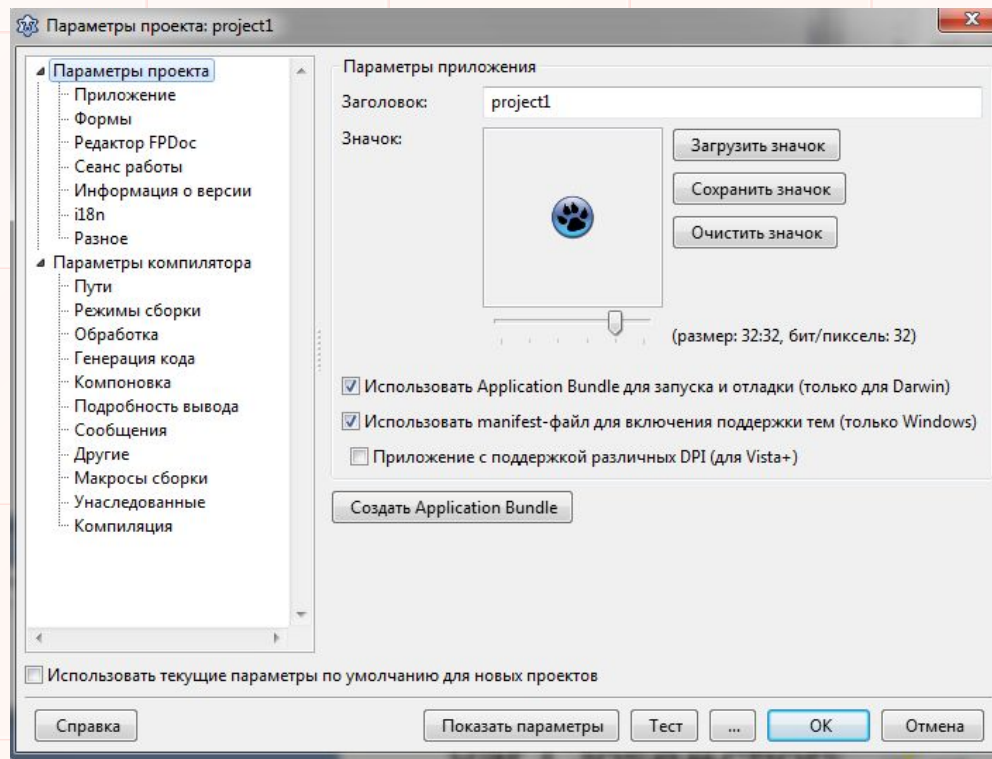 Параметры проекта: project1
Параметры проекта
Приложение
Формы
Редактор FPDoc
Сеанс работы
Информация о версии
i18n
Разное
Параметры компилятора
Пути
Режимы сборки
Обработка
Генерация кода
Компоновка
Подробность вывода
Сообщения
Другие
Макросы сборки
Унаследованные
Компиляция
Параметры приложения
Заголовок: project1
Значок:
Загрузить значок
Сохранить значок
Очистить значок
(размер: 32:32, бит/пиксель: 32)
Использовать Application Bundle для запуска и отладки (только для Darwin)
Использовать manifest-файл для включения поддержки тем (только Windows)
Приложение с поддержкой различных DPI (для Vista+)
Создать Application Bundle
Использовать текущие параметры по умолчанию для новых проектов
Справка Показать параметры Тест ... OK Отмена